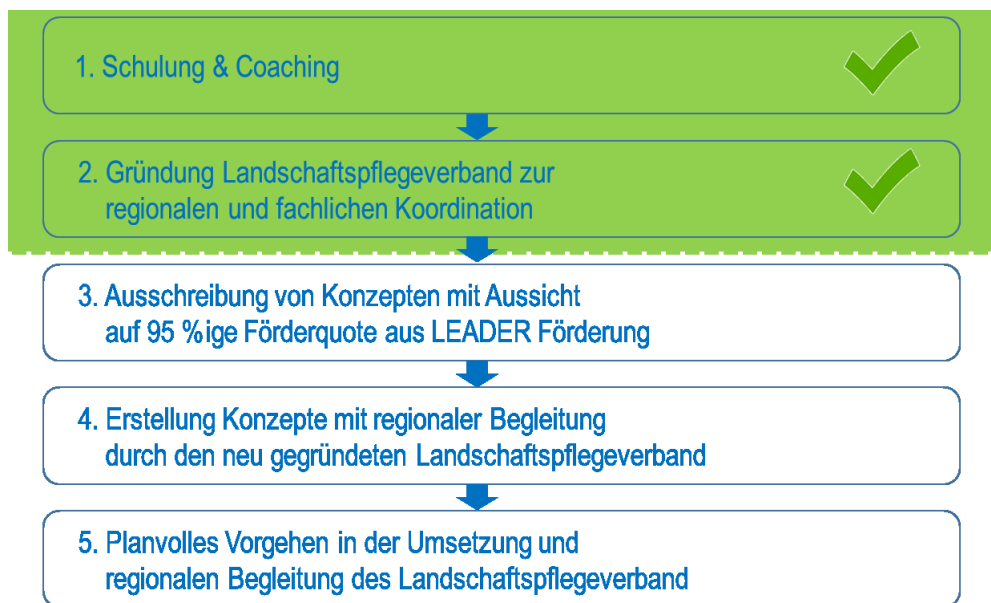 1. Schulung & Coaching
2. Gründung Landschaftspflegeverband zur
regionalen und fachlichen Koordination
3. Ausschreibung von Konzepten mit Aussicht
auf 95 %ige Förderquote aus LEADER Förderung
4. Erstellung Konzepte mit regionaler Begleitung
durch den neu gegründeten Landschaftspflegeverband
5. Planvolles Vorgehen in der Umsetzung und
regionalen Begleitung des Landschaftspflegeverband